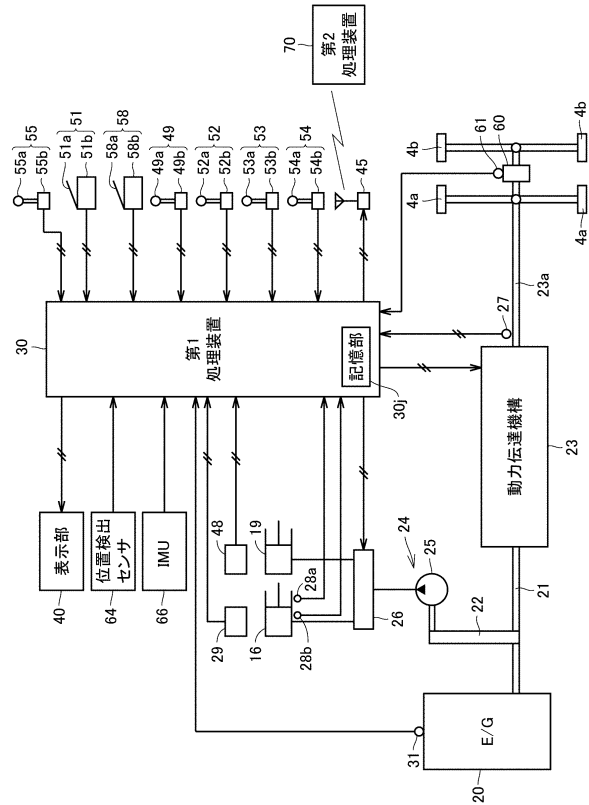 70
第2
処理装置
55
55a
55b
51
51a
51b
58
58a
58b
49
49a
49b
52
52a
52b
53
53a
53b
54
54a
54b
45
61
60
4b
4b
4a
4a
30
第1
処理装置
記憶部
30j
27
23a
表示部
40
位置検出
センサ
64
IMU
66
29
48
16
19
28a
28b
26
24
25
22
21
動力伝達機構
23
31
E/G
20